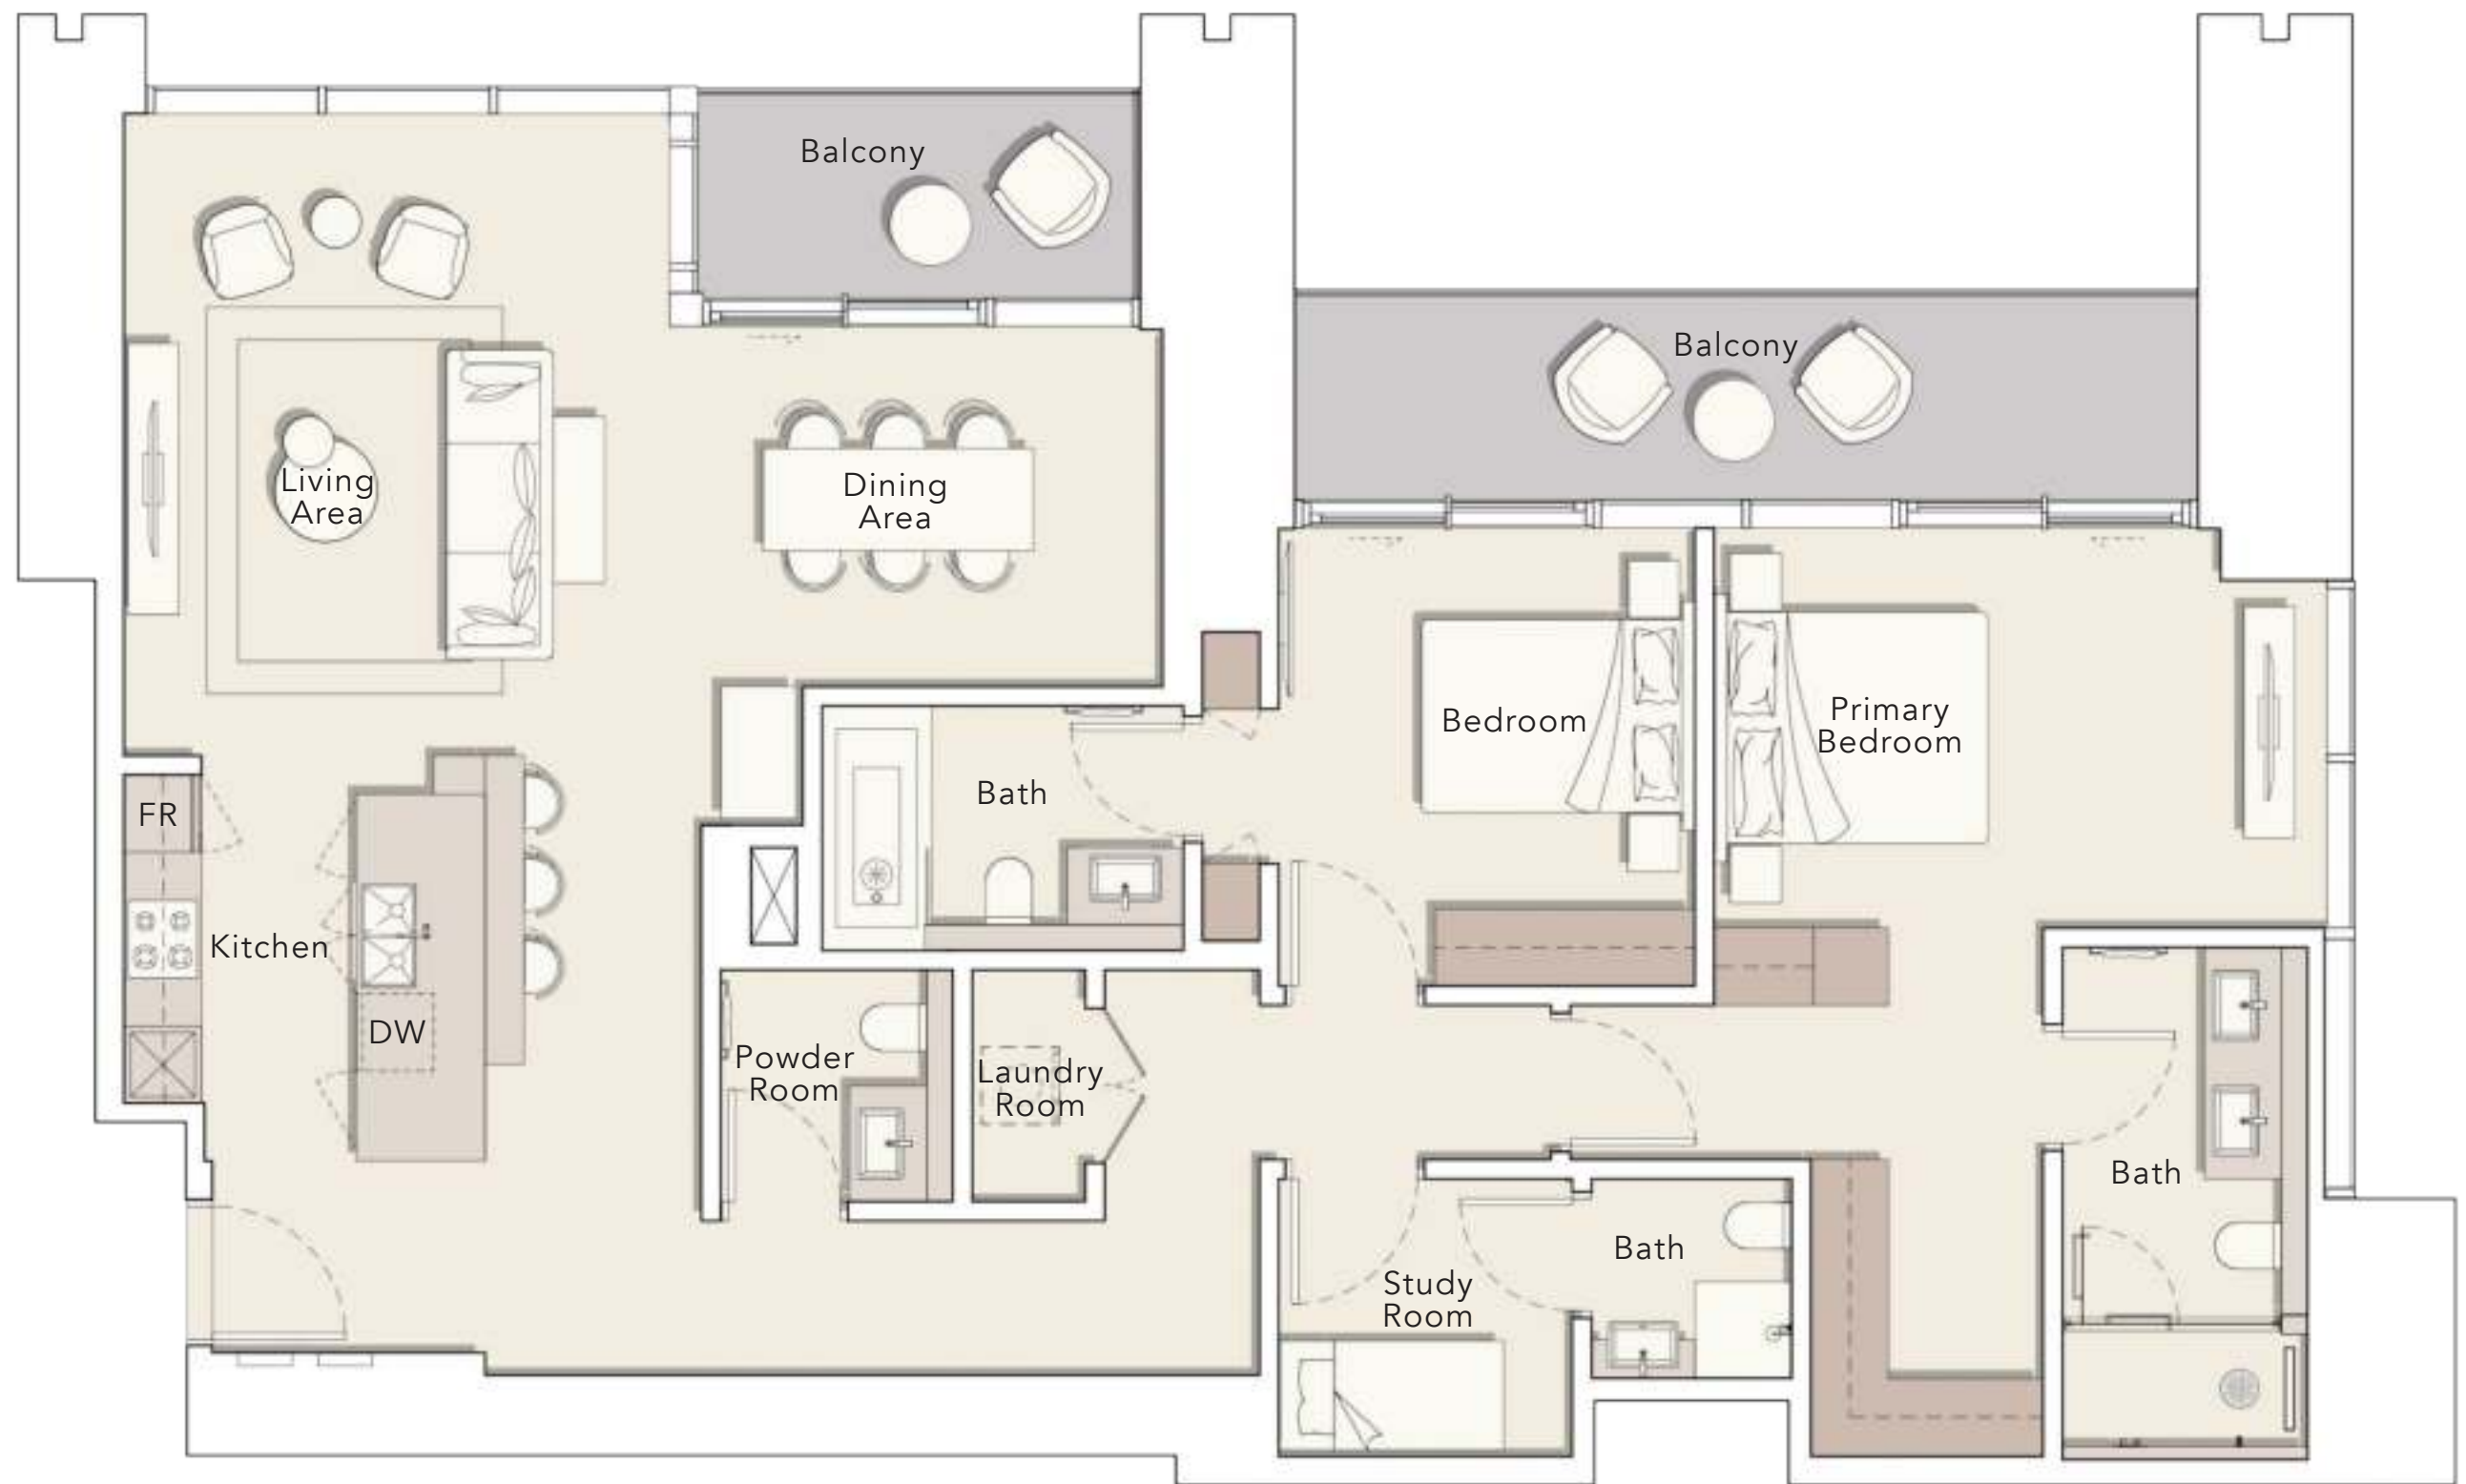 Balcony
Balcony
Living
Area
Dining
Area
Bedroom
Primary
Bedroom
Bath
FR
Kitchen
DW
Powder
Room
Laundry
Room
Bath
Bath
Study
Room